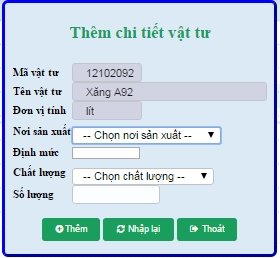 Thêm chi tiết vật tư
Mã vật tư 12102092
Tên vật tư Xăng A92
Đơn vị tính lít
Nơi sản xuất -- Chọn nơi sản xuất --
Định mức
Chất lượng -- Chọn chất lượng --
Số lượng
Thêm Nhập lại Thoát